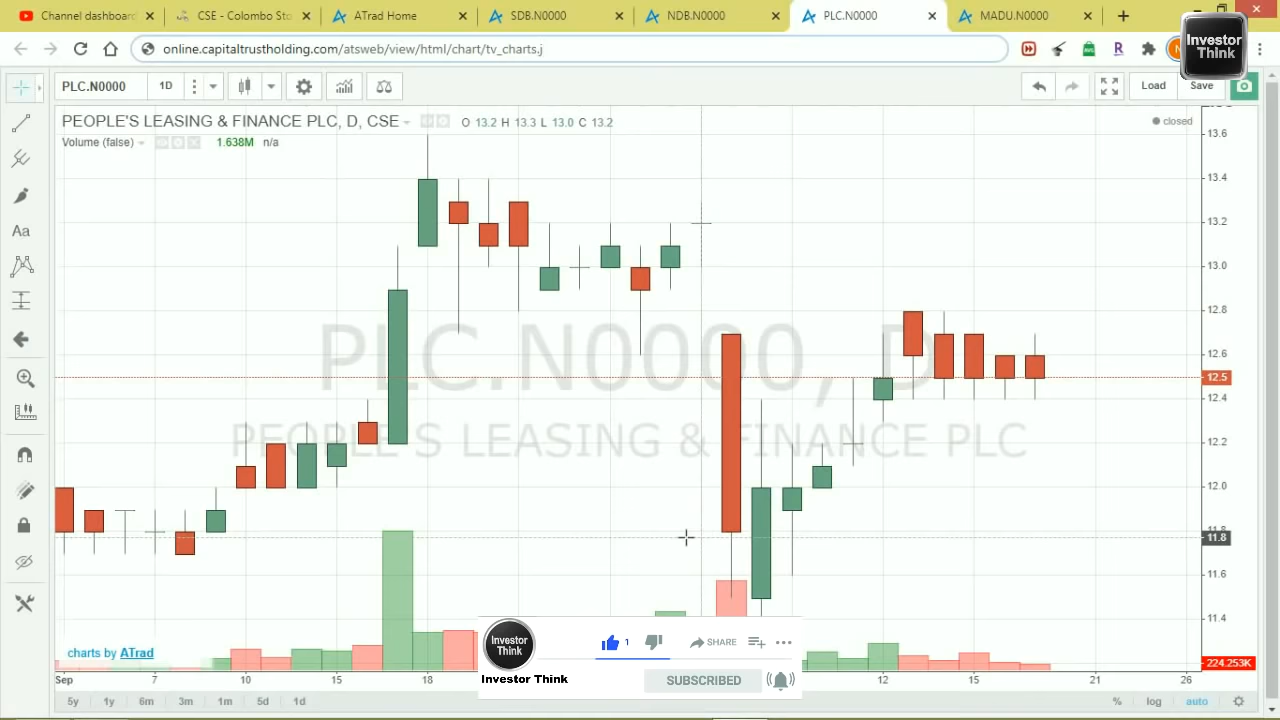 Channel dashboard
CSE - Colombo Sto
ATrad Home
SDB.N0000
NDB.N0000
PLC.N0000
MADU.N0000
online.capitaltrustholding.com/atsweb/view/html/chart/tv_charts.j
R
Investor
Think
PLC.N0000
1D
Load
Save
PEOPLE'S LEASING & FINANCE PLC, D, CSE
O 13.2 H 13.3 L 13.0 C 13.2
closed
Volume (false)
1.638M n/a
Aa
PLC.N0000, D
PEOPLE'S LEASING & FINANCE PLC
13.6
13.4
13.2
13.0
12.8
12.6
12.5
12.4
12.2
12.0
11.8
11.6
11.4
224.253K
charts by ATrad
Investor
Think
1
SHARE
Investor Think
SUBSCRIBED
Sep
7
10
15
18
12
15
21
26
5y
1y
6m
3m
1m
5d
1d
%
log
auto